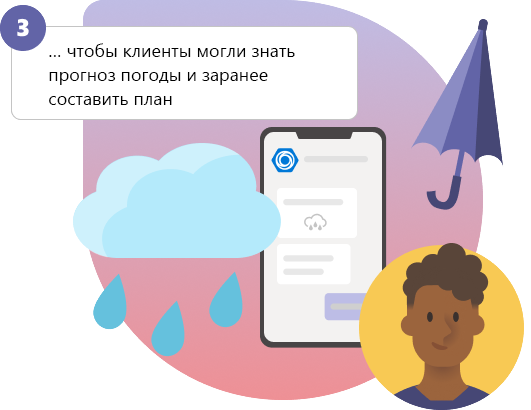 3
... чтобы клиенты могли знать
прогноз погоды и заранее
составить план